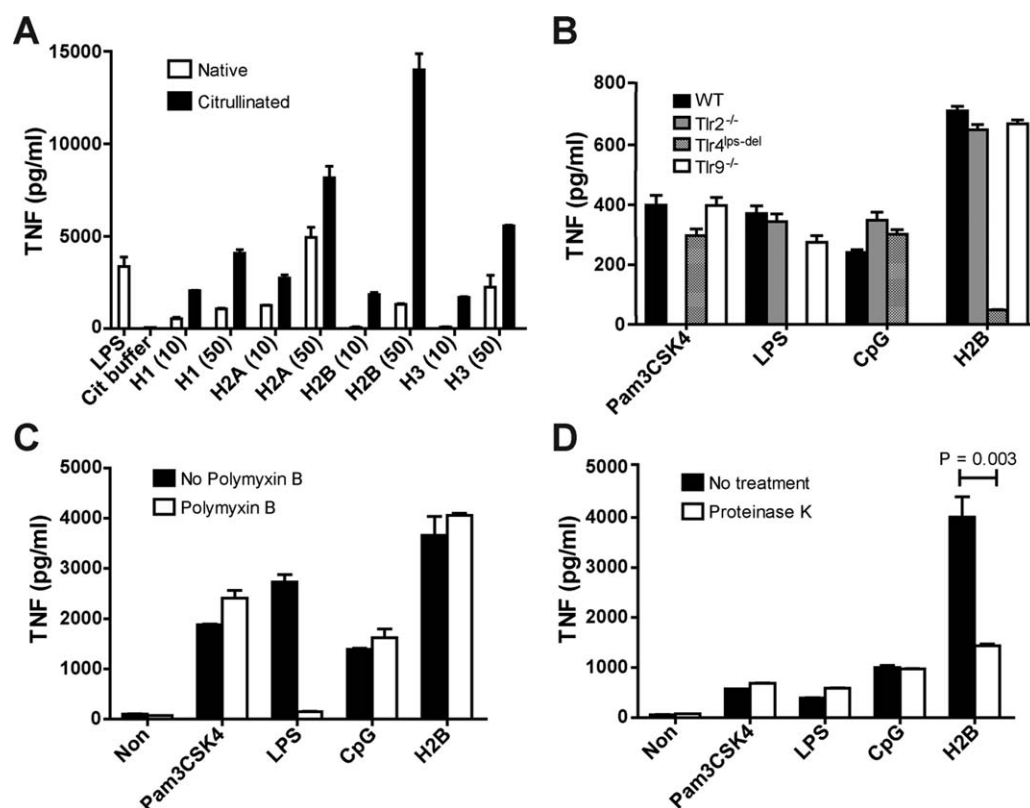 A
TNF (pg/ml)
15000
10000
5000
0
Native
Citrullinated
LPS
Cit buffer
H1 (10)
H1 (50)
H2A (10)
H2A (50)
H2B (10)
H2B (50)
H3 (10)
H3 (50)
B
TNF (pg/ml)
800
600
400
200
0
WT
Tlr2-/-
Tlr4lps-del
Tlr9-/-
Pam3CSK4
LPS
CpG
H2B
C
TNF (pg/ml)
5000
4000
3000
2000
1000
0
No Polymyxin B
Polymyxin B
Non
Pam3CSK4
LPS
CpG
H2B
D
TNF (pg/ml)
5000
4000
3000
2000
1000
0
No treatment
Proteinase K
P = 0.003
Non
Pam3CSK4
LPS
CpG
H2B